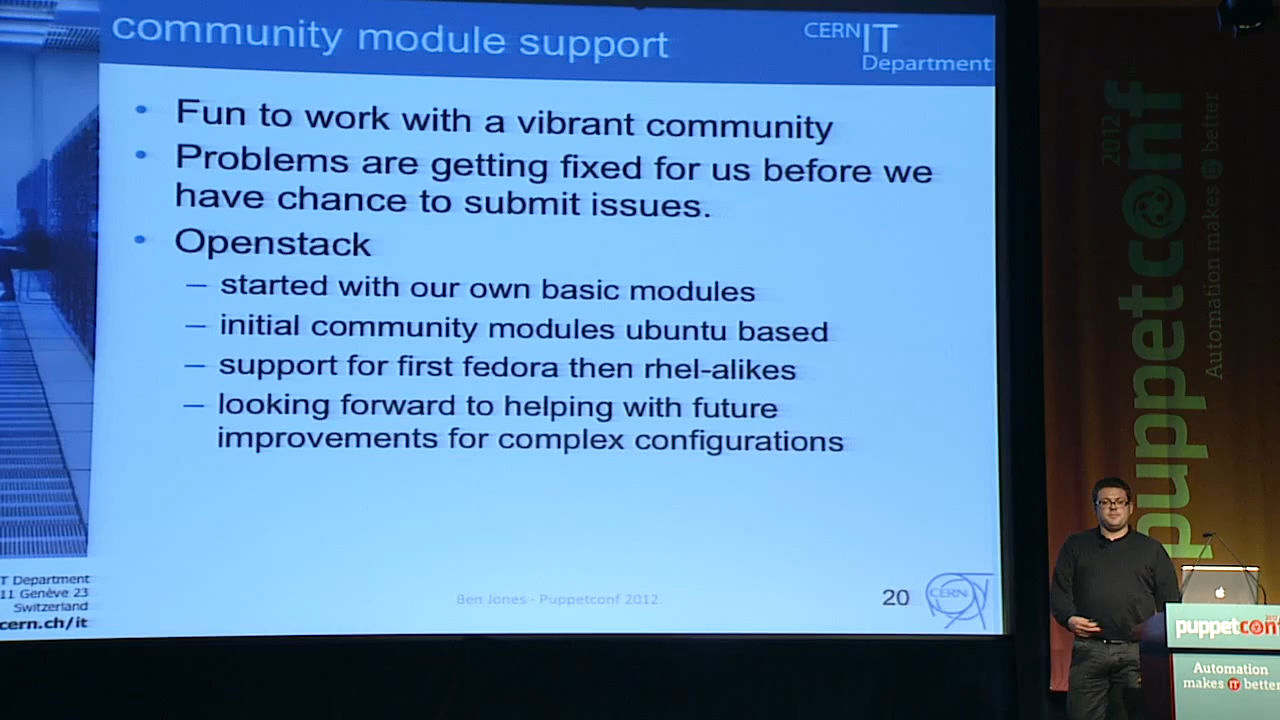 community module support
CERN IT
Department
• Fun to work with a vibrant community
• Problems are getting fixed for us before we
have chance to submit issues.
• Openstack
– started with our own basic modules
– initial community modules ubuntu based
– support for first fedora then rhel-alikes
– looking forward to helping with future
improvements for complex configurations
T Department
11 Genève 23
Switzerland
cern.ch/it
Ben Jones - Puppetconf 2012
20
CERN
puppetconf
2012
Automation makes IT better
puppetconf
Automation
makes IT better